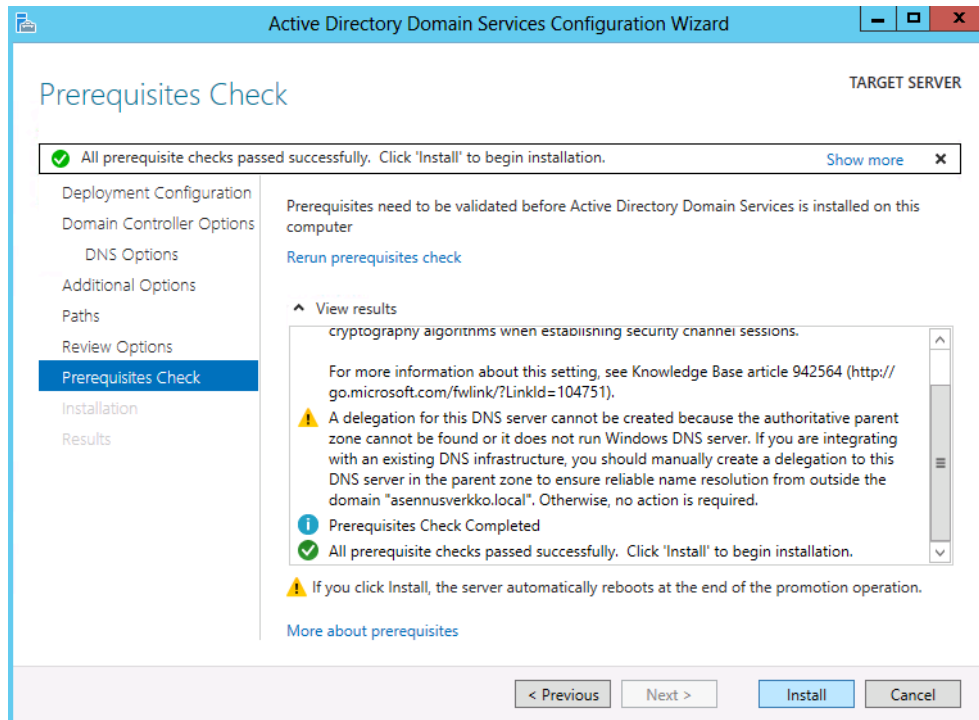 Active Directory Domain Services Configuration Wizard
Prerequisites Check
TARGET SERVER
All prerequisite checks passed successfully. Click 'Install' to begin installation.
Show more
Deployment Configuration
Domain Controller Options
DNS Options
Additional Options
Paths
Review Options
Prerequisites Check
Installation
Results
Prerequisites need to be validated before Active Directory Domain Services is installed on this
computer
Rerun prerequisites check
View results
cryptography algorithms when establishing security channel sessions.
For more information about this setting, see Knowledge Base article 942564 (http://
go.microsoft.com/fwlink/?LinkId=104751).
A delegation for this DNS server cannot be created because the authoritative parent
zone cannot be found or it does not run Windows DNS server. If you are integrating
with an existing DNS infrastructure, you should manually create a delegation to this
DNS server in the parent zone to ensure reliable name resolution from outside the
domain "asennusverkko.local". Otherwise, no action is required.
Prerequisites Check Completed
All prerequisite checks passed successfully. Click 'Install' to begin installation.
If you click Install, the server automatically reboots at the end of the promotion operation.
More about prerequisites
< Previous
Next >
Install
Cancel